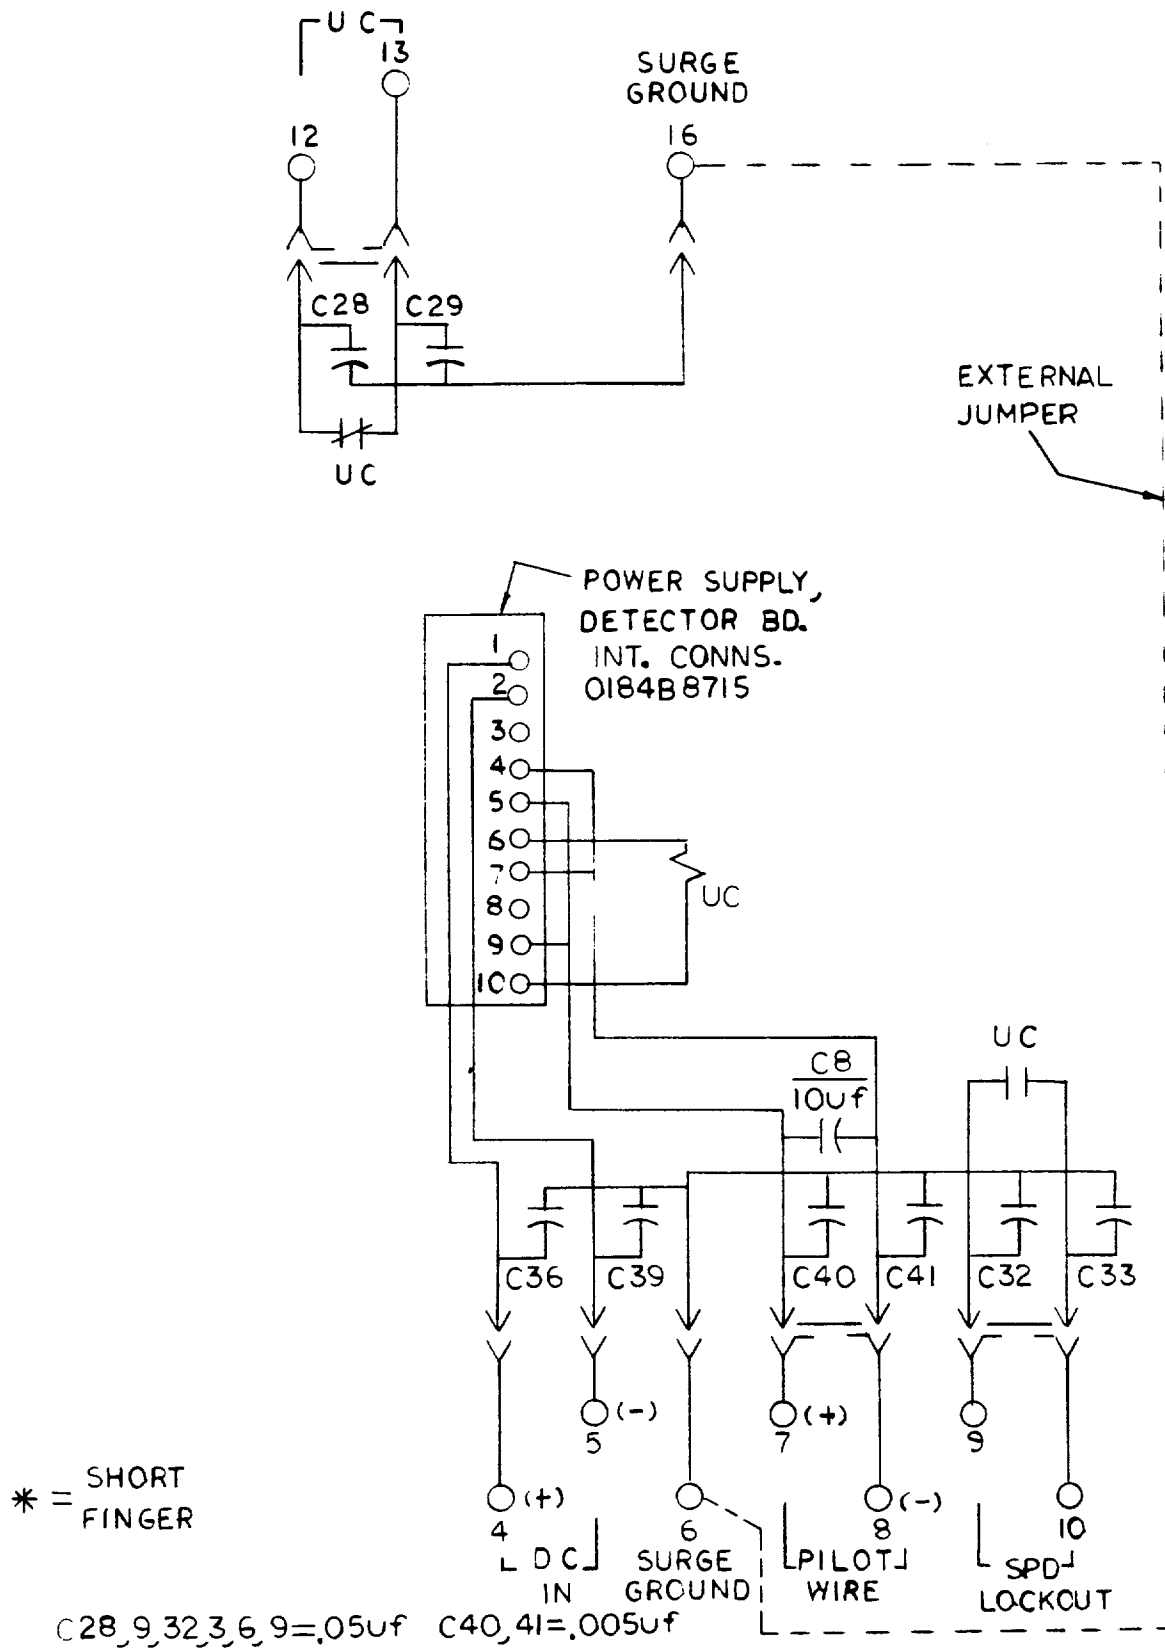 UC
13
SURGE
GROUND
12
16
C28
C29
EXTERNAL
JUMPER
UC
POWER SUPPLY,
DETECTOR BD.
INT. CONNS.
0184B8715
1
2
3
4
5
6
7
8
9
10
UC
UC
C8
10uf
C36
C39
C40
C41
C32
C33
(-)
5
(+)
7
9
* = SHORT
FINGER
(+)
4
6
(-)
8
10
DC
IN
SURGE
GROUND
PILOT
WIRE
SPD
LOCKOUT
C28,9,32,3,6,9=.05uf C40,41=.005uf